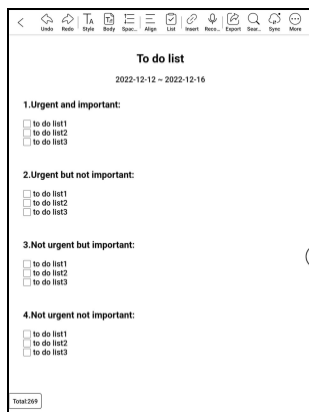 Undo Redo Style Body Spac... Align List Insert Reco... Export Sear... Sync More
To do list
2022-12-12 ~ 2022-12-16
1.Urgent and important:
to do list1
to do list2
to do list3
2.Urgent but not important:
to do list1
to do list2
to do list3
3.Not urgent but important:
to do list1
to do list2
to do list3
4.Not urgent not important:
to do list1
to do list2
to do list3
Total:269